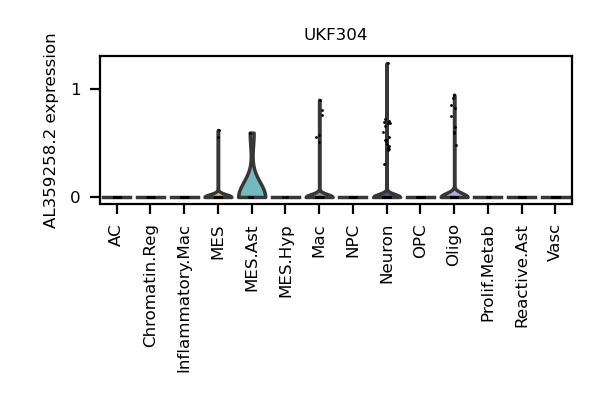 UKF304
AL359258.2 expression
1
0
AC
Chromatin.Reg
Inflammatory.Mac
MES
MES.Ast
MES.Hyp
Mac
NPC
Neuron
OPC
Oligo
Prolif.Metab
Reactive.Ast
Vasc